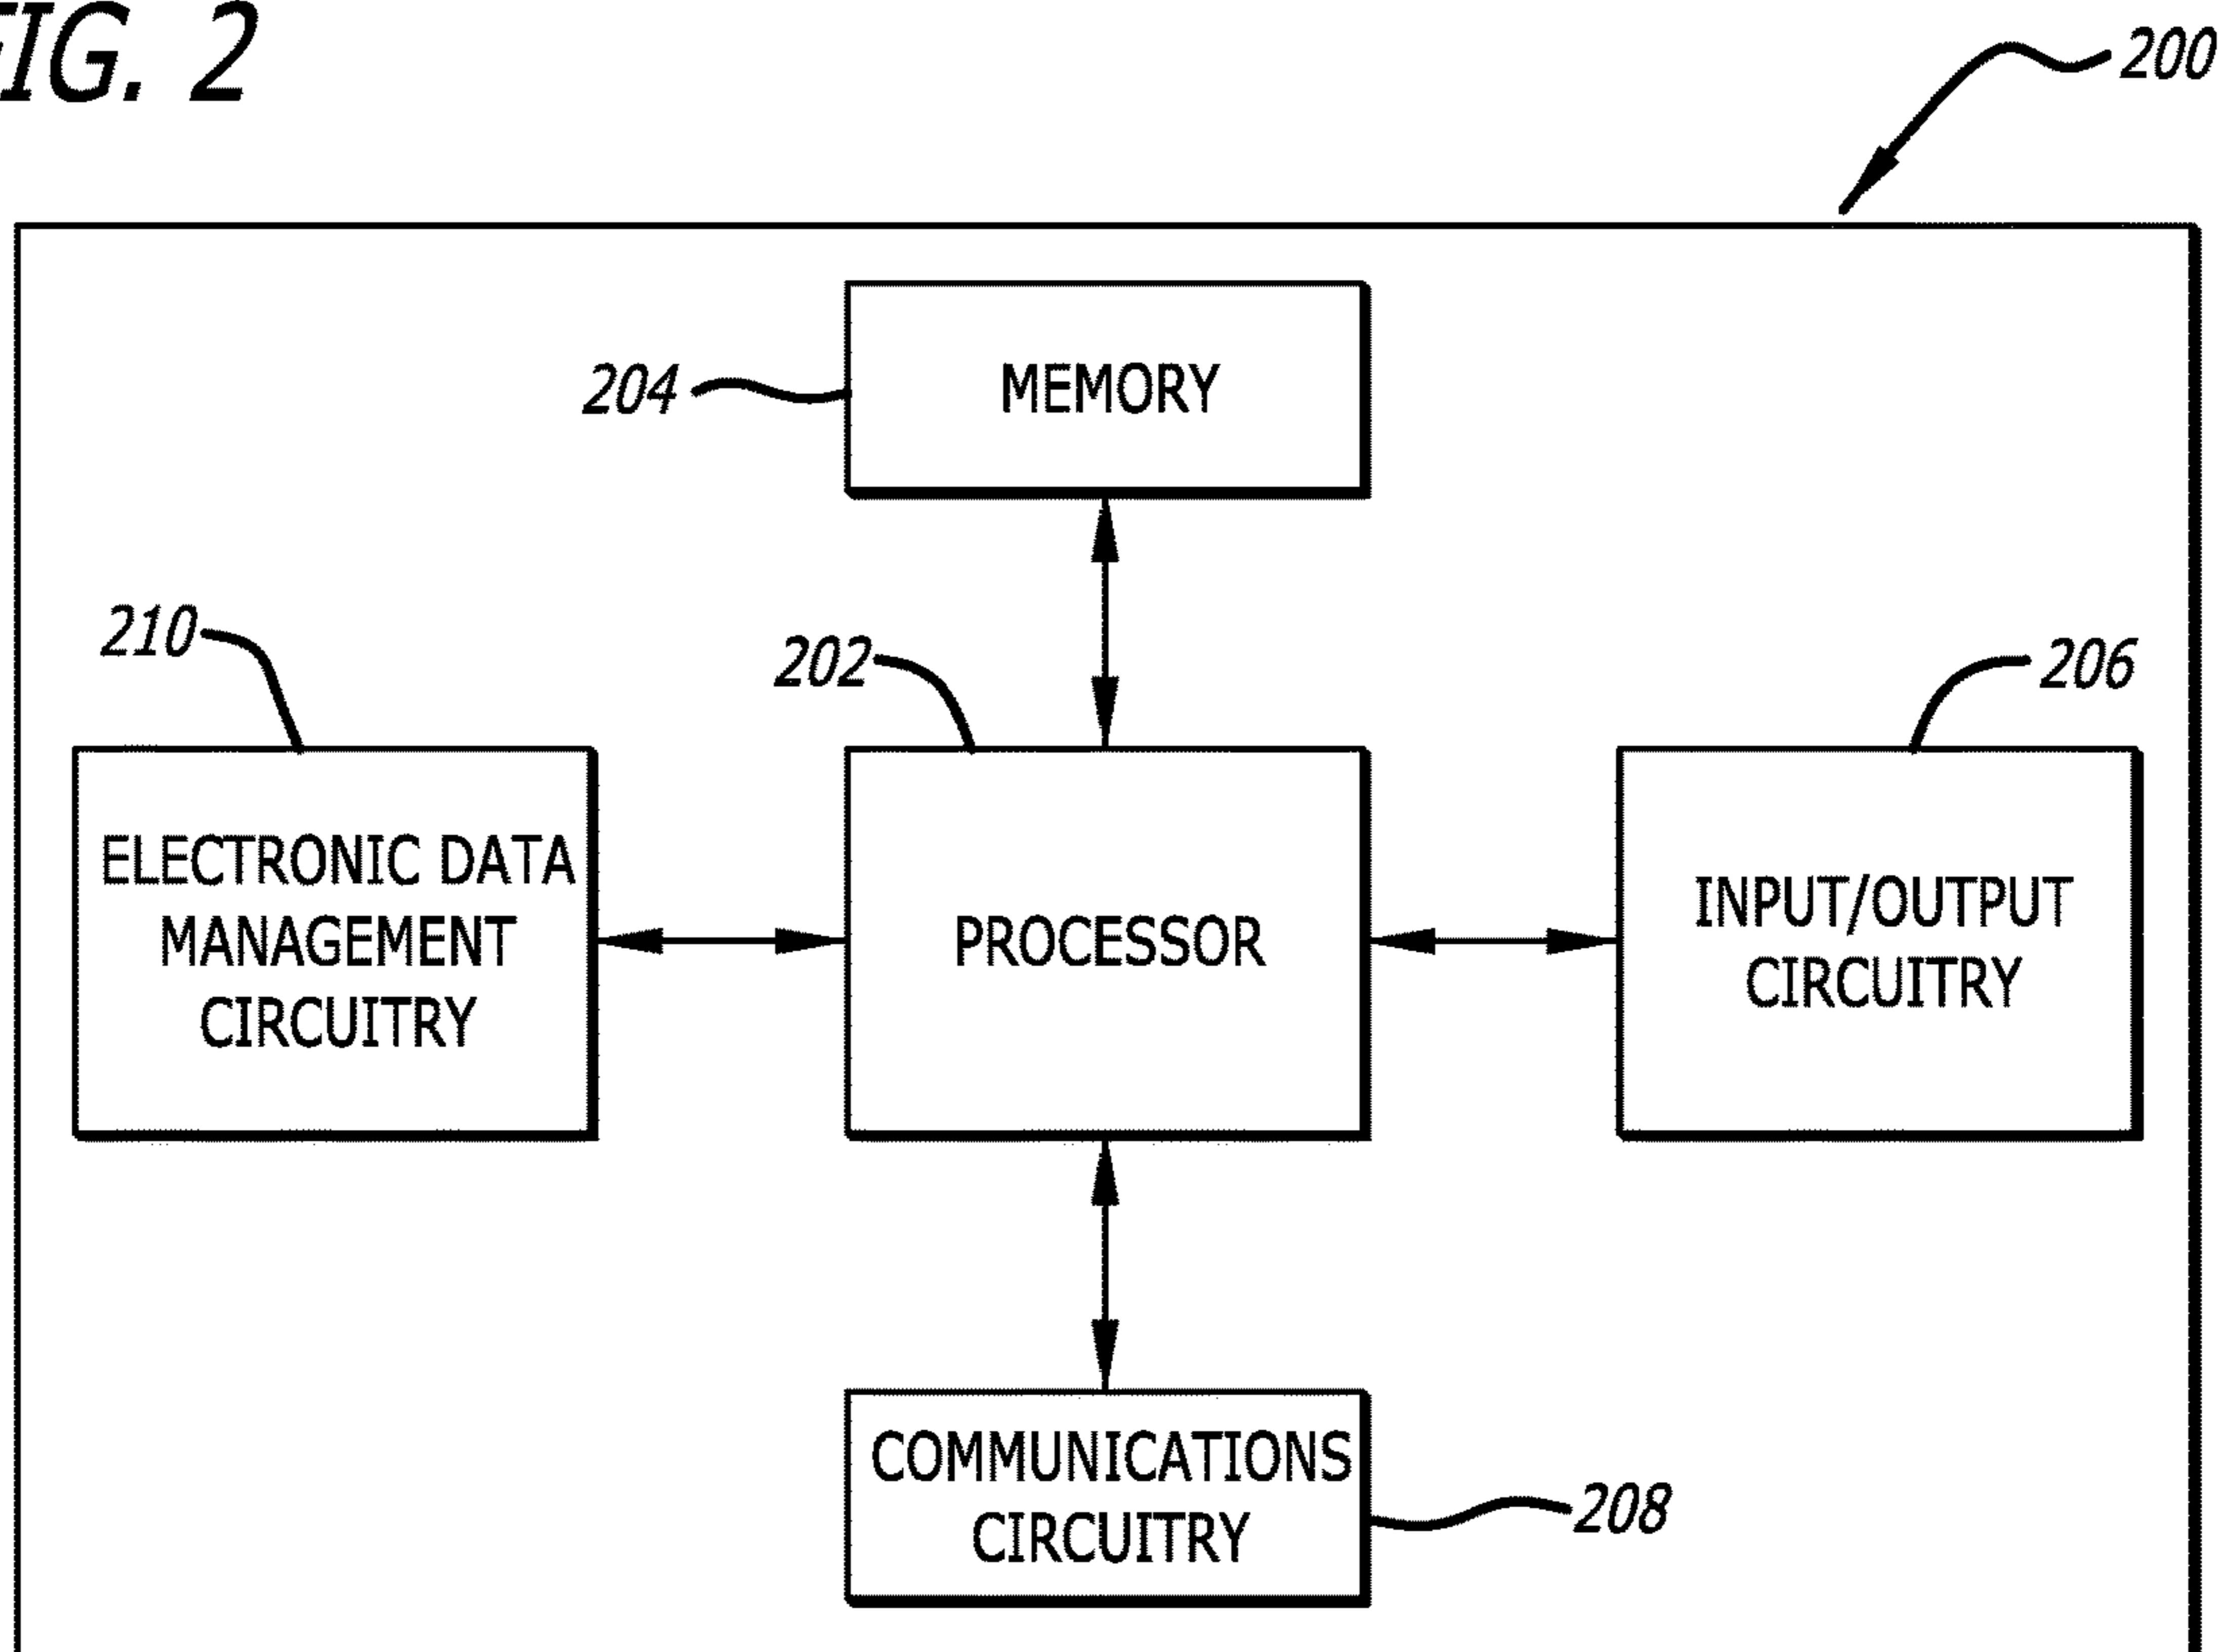 FIG. 2
200
MEMORY
204
210
202
206
ELECTRONIC DATA
MANAGEMENT
CIRCUITRY
PROCESSOR
INPUT/OUTPUT
CIRCUITRY
COMMUNICATIONS
CIRCUITRY
208